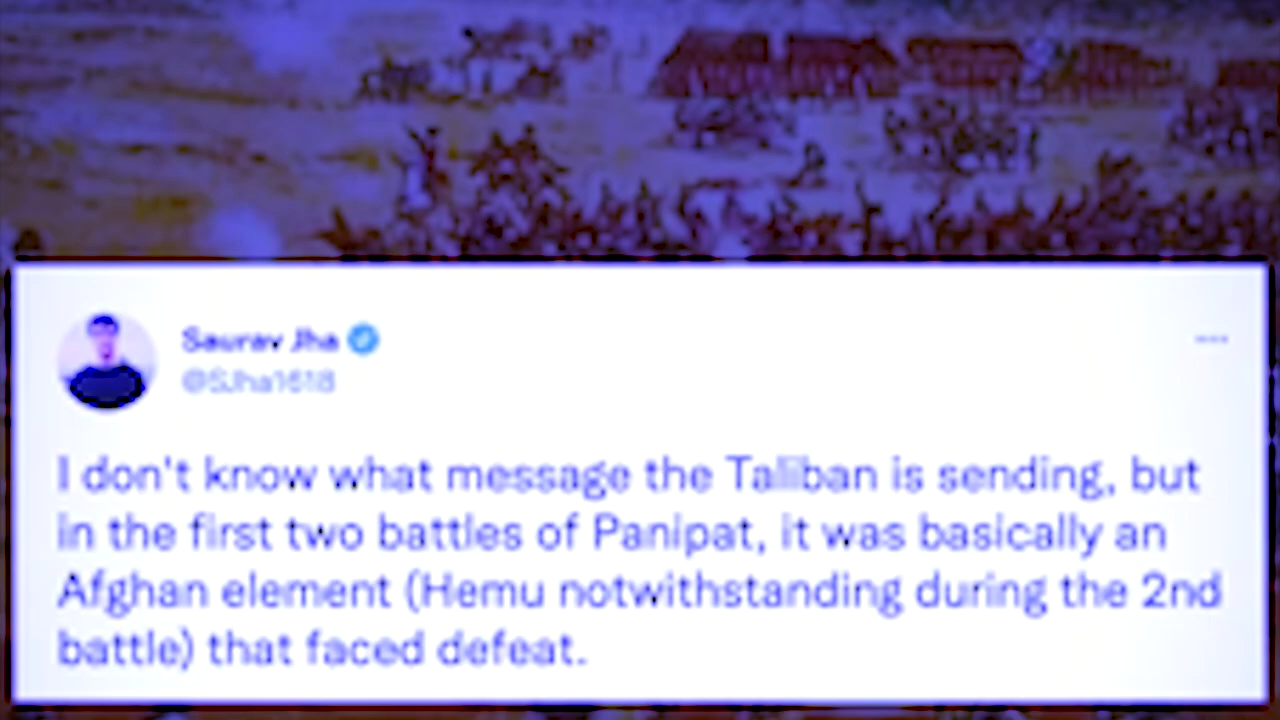 Saurav Jha
@SJha1618
I don't know what message the Taliban is sending, but
in the first two battles of Panipat, it was basically an
Afghan element (Hemu notwithstanding during the 2nd
battle) that faced defeat.